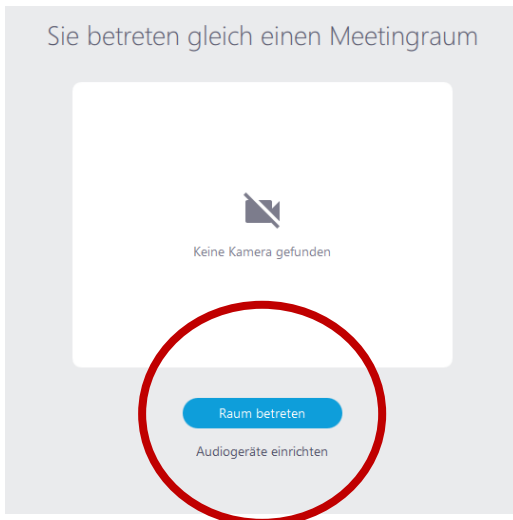 Sie betreten gleich einen Meetingraum
Keine Kamera gefunden
Raum betreten
Audiogeräte einrichten